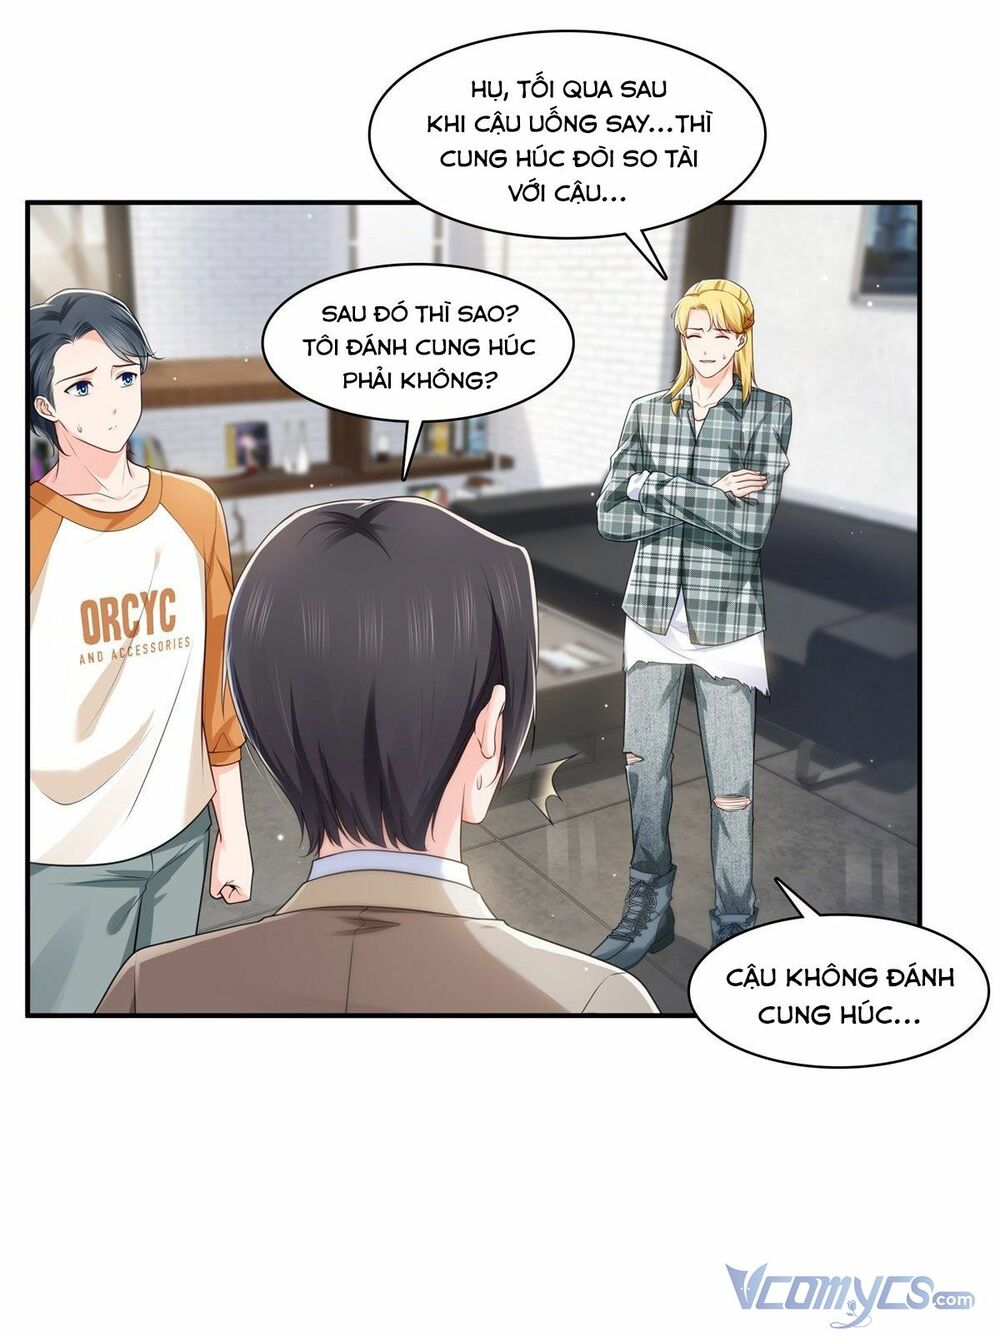 HỤ, TỐI QUA SAU
KHI CẬU UỐNG SAY...THÌ
CUNG HÚC ĐÒI SO TÀI
VỚI CẬU...
SAU ĐÓ THÌ SAO?
TÔI ĐÁNH CUNG HÚC
PHẢI KHÔNG?
ORCYC
AND ACCESSORIES
CẬU KHÔNG ĐÁNH
CUNG HÚC...
VCOMYCS.com